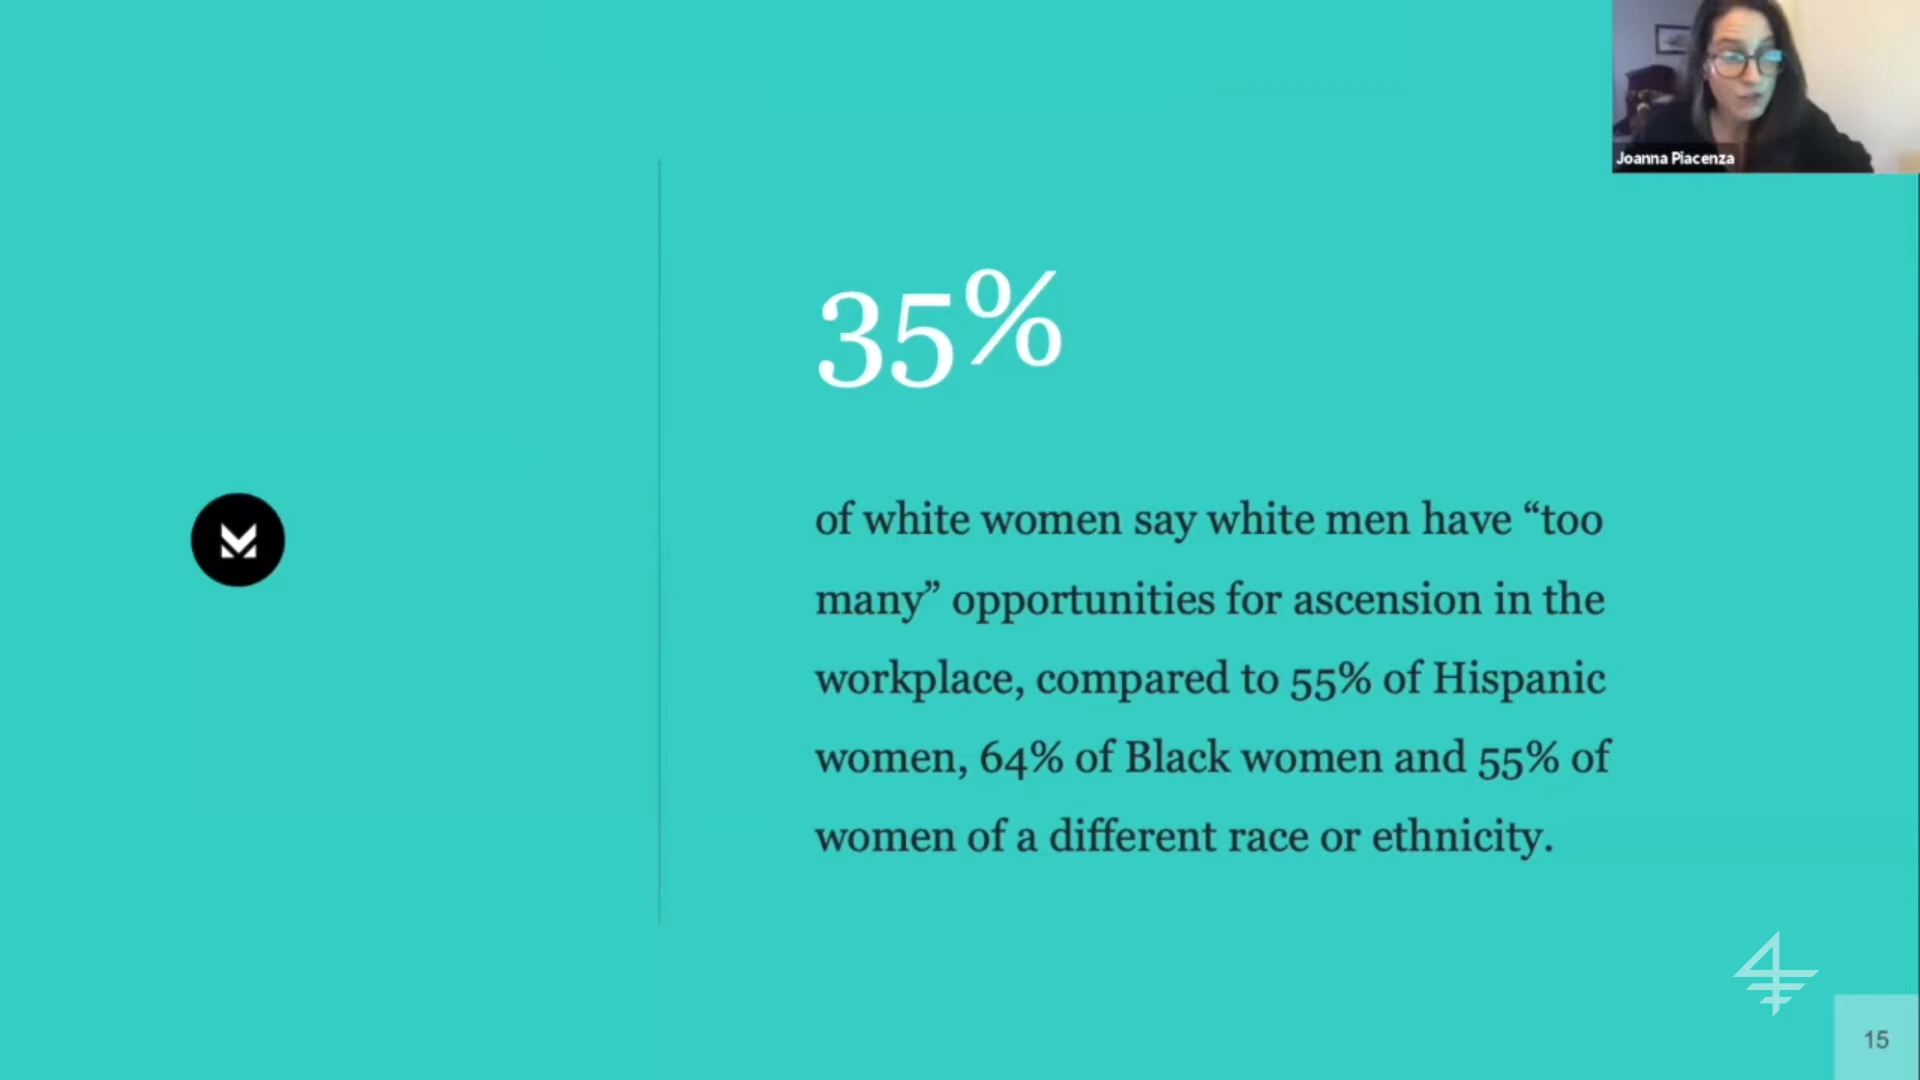 Joanna Piacenza
35%
of white women say white men have “too
many” opportunities for ascension in the
workplace, compared to 55% of Hispanic
women, 64% of Black women and 55% of
women of a different race or ethnicity.
15